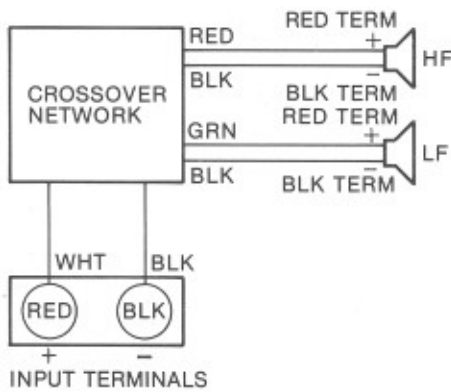 RED
RED TERM
+
HF
−
BLK
BLK TERM
CROSSOVER
NETWORK
RED TERM
GRN
+
LF
−
BLK
BLK TERM
WHT
BLK
RED
BLK
+
−
INPUT TERMINALS